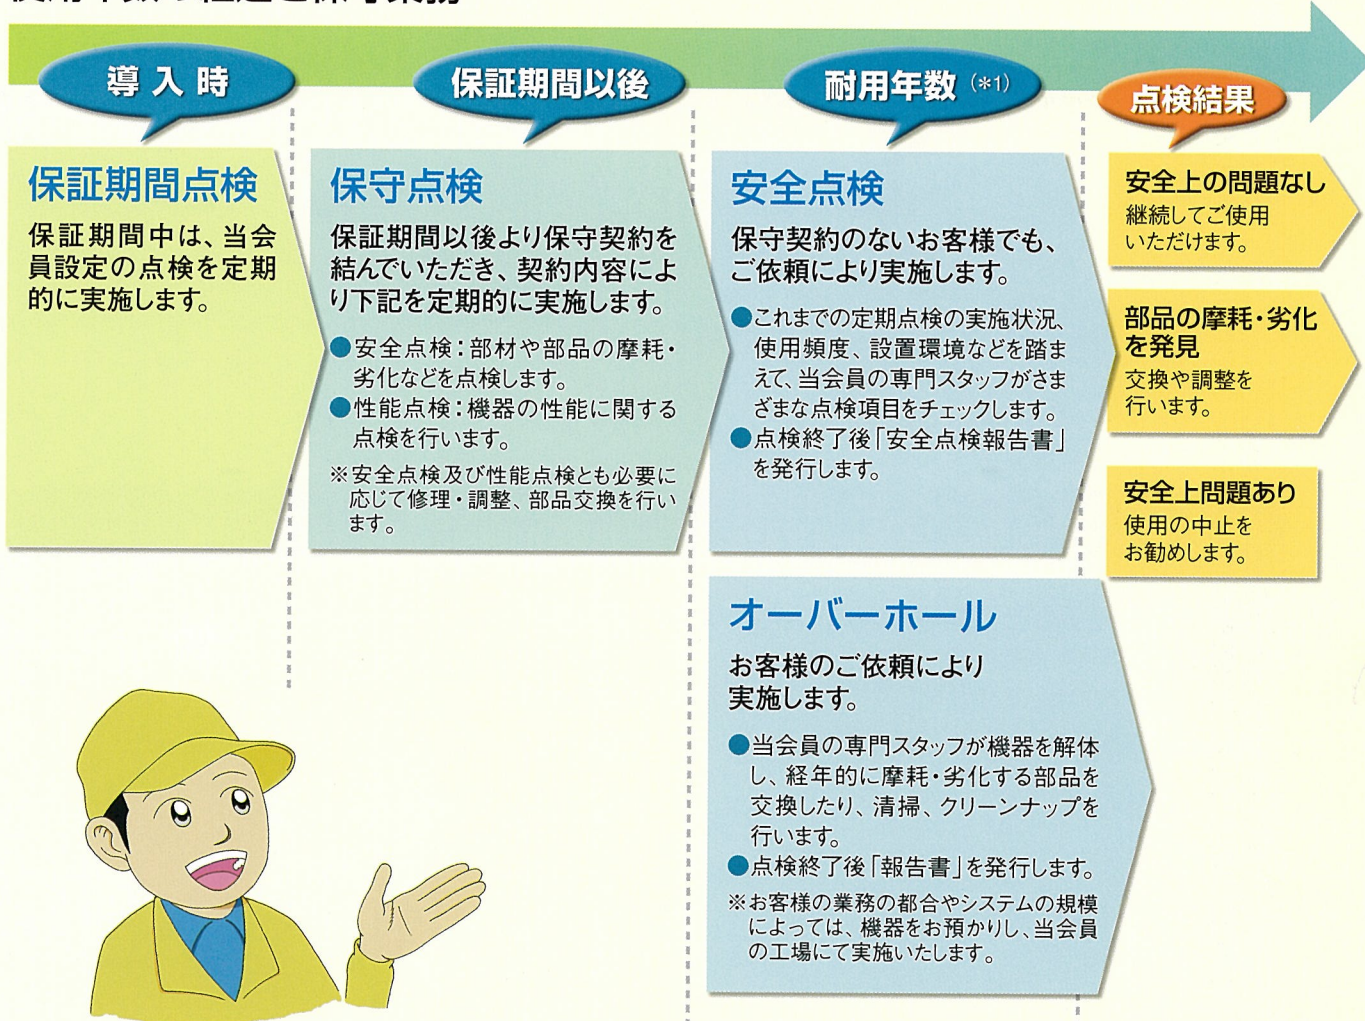 導入時
保証期間点検
保証期間中は、当会
員設定の点検を定期
的に実施します。
保証期間以後
保守点検
保証期間以後より保守契約を
結んでいただき、契約内容によ
り下記を定期的に実施します。
●安全点検：部材や部品の摩耗・
劣化などを点検します。
●性能点検：機器の性能に関する
点検を行います。
※安全点検及び性能点検とも必要に
応じて修理・調整、部品交換を行い
ます。
耐用年数（*1）
安全点検
保守契約のないお客様でも、
ご依頼により実施します。
●これまでの定期点検の実施状況、
使用頻度、設置環境などを踏ま
えて、当会員の専門スタッフがさま
ざまな点検項目をチェックします。
●点検終了後「安全点検報告書」
を発行します。
オーバーホール
お客様のご依頼により
実施します。
●当会員の専門スタッフが機器を解体
し、経年的に摩耗・劣化する部品を
交換したり、清掃、クリーンナップを
行います。
●点検終了後「報告書」を発行します。
※お客様の業務の都合やシステムの規模
によっては、機器をお預かりし、当会員
の工場にて実施いたします。
点検結果
安全上の問題なし
継続してご使用
いただけます。
部品の摩耗・劣化
を発見
交換や調整を
行います。
安全上問題あり
使用の中止を
お勧めします。